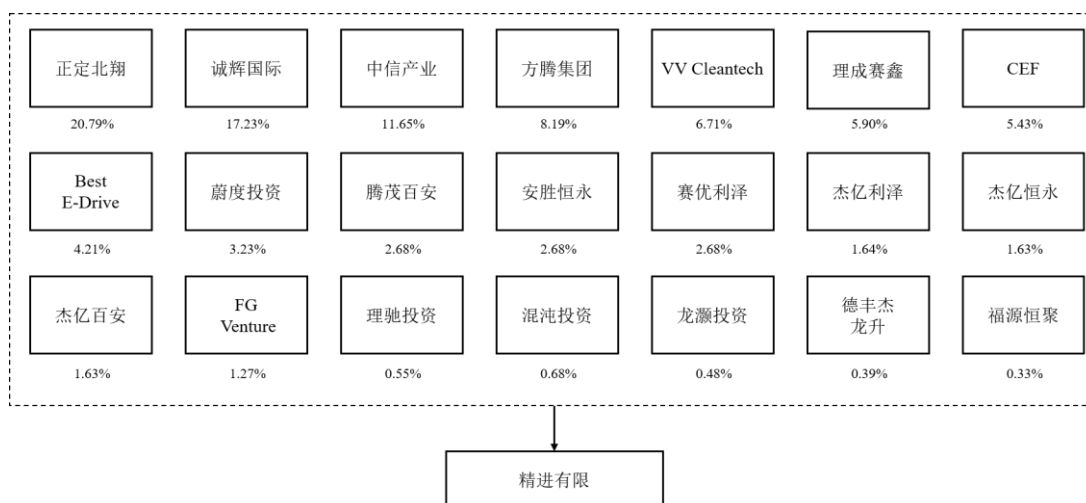 正定北翔
诚辉国际
中信产业
方腾集团
VV Cleantech
理成赛鑫
CEF
20.79%
17.23%
11.65%
8.19%
6.71%
5.90%
5.43%
Best
E-Drive
蔚度投资
腾茂百安
安胜恒永
赛优利泽
杰亿利泽
杰亿恒永
4.21%
3.23%
2.68%
2.68%
2.68%
1.64%
1.63%
杰亿百安
FG
Venture
理驰投资
混沌投资
龙灏投资
德丰杰
龙升
福源恒聚
1.63%
1.27%
0.55%
0.68%
0.48%
0.39%
0.33%
精进有限